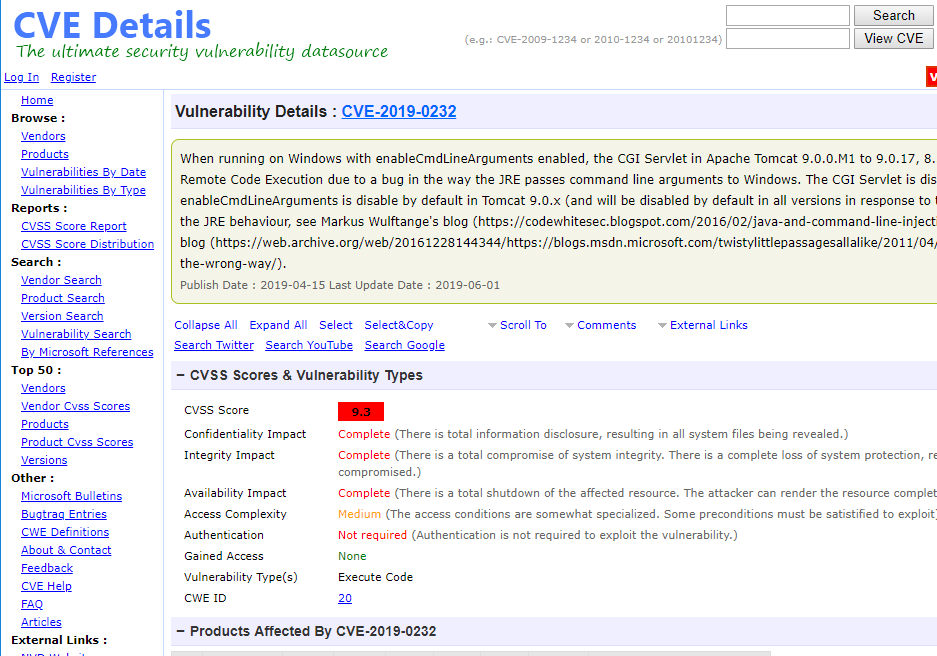 CVE Details
The ultimate security vulnerability datasource
Search
(e.g.: CVE-2009-1234 or 2010-1234 or 20101234)
View CVE
Log In Register
Home
Browse :
Vendors
Products
Vulnerabilities By Date
Vulnerabilities By Type
Reports :
CVSS Score Report
CVSS Score Distribution
Search :
Vendor Search
Product Search
Version Search
Vulnerability Search
By Microsoft References
Top 50 :
Vendors
Vendor Cvss Scores
Products
Product Cvss Scores
Versions
Other :
Microsoft Bulletins
Bugtraq Entries
CWE Definitions
About & Contact
Feedback
CVE Help
FAQ
Articles
External Links :
Vulnerability Details : CVE-2019-0232
When running on Windows with enableCmdLineArguments enabled, the CGI Servlet in Apache Tomcat 9.0.0.M1 to 9.0.17, 8.
Remote Code Execution due to a bug in the way the JRE passes command line arguments to Windows. The CGI Servlet is dis
enableCmdLineArguments is disable by default in Tomcat 9.0.x (and will be disabled by default in all versions in response to t
the JRE behaviour, see Markus Wulftange's blog (https://codewhitesec.blogspot.com/2016/02/java-and-command-line-injecti
blog (https://web.archive.org/web/20161228144344/https://blogs.msdn.microsoft.com/twistylittlepassagesallalike/2011/04/
the-wrong-way/).
Publish Date : 2019-04-15 Last Update Date : 2019-06-01
Collapse All Expand All Select Select&Copy Scroll To Comments External Links
Search Twitter Search YouTube Search Google
− CVSS Scores & Vulnerability Types
CVSS Score 9.3
Confidentiality Impact Complete (There is total information disclosure, resulting in all system files being revealed.)
Integrity Impact Complete (There is a total compromise of system integrity. There is a complete loss of system protection, re
compromised.)
Availability Impact Complete (There is a total shutdown of the affected resource. The attacker can render the resource complet
Access Complexity Medium (The access conditions are somewhat specialized. Some preconditions must be satistified to exploit)
Authentication Not required (Authentication is not required to exploit the vulnerability.)
Gained Access None
Vulnerability Type(s) Execute Code
CWE ID 20
− Products Affected By CVE-2019-0232